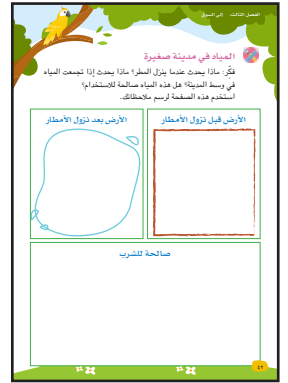 الفصل الثالث: إلى السوق
المياه في مدينة صغيرة
فكّر: ماذا يحدث عندما ينزل المطر؟ ماذا يحدث إذا تجمعت المياه
في وسط المدينة؟ هل هذه المياه صالحة للاستخدام؟
استخدم هذه الصفحة لرسم ملاحظاتك.
الأرض قبل نزول الأمطار
الأرض بعد نزول الأمطار
صالحة للشرب
٤٢